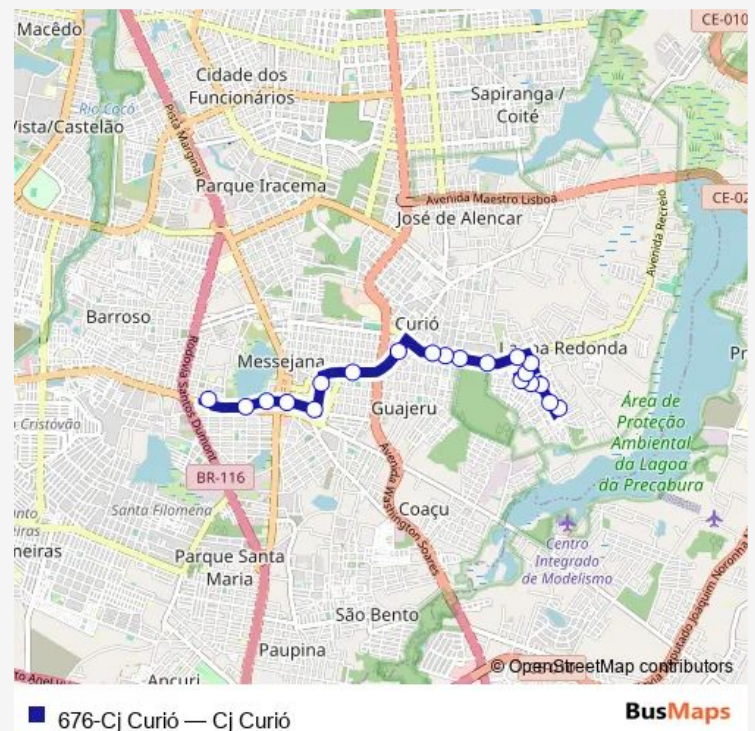 Macêdo
CE-010
Cidade dos
Funcionários
Sapiranga /
Coité
Rio Cocó
Pista Marginal
/ista/Castelão
Parque Iracema
Avenida Maestro Lisboa
CE-02
José de Alencar
Avenida Recreio
Barroso
Curió
Messejana
Redonda
Pr
Rodovia Santos Dumont
Guajeru
Cristóvão
Área de
Proteção
Ambiental
da Lagoa
da Precabura
BR-116
Avenida Washington Soares
Santa Filomena
Coaçu
neiras
Centro
Integrado
de Modelismo
Parque Santa
Maria
São Bento
Paupina
Ancuri
© OpenStreetMap contributors
676-Cj Curió — Cj Curió
BusMaps